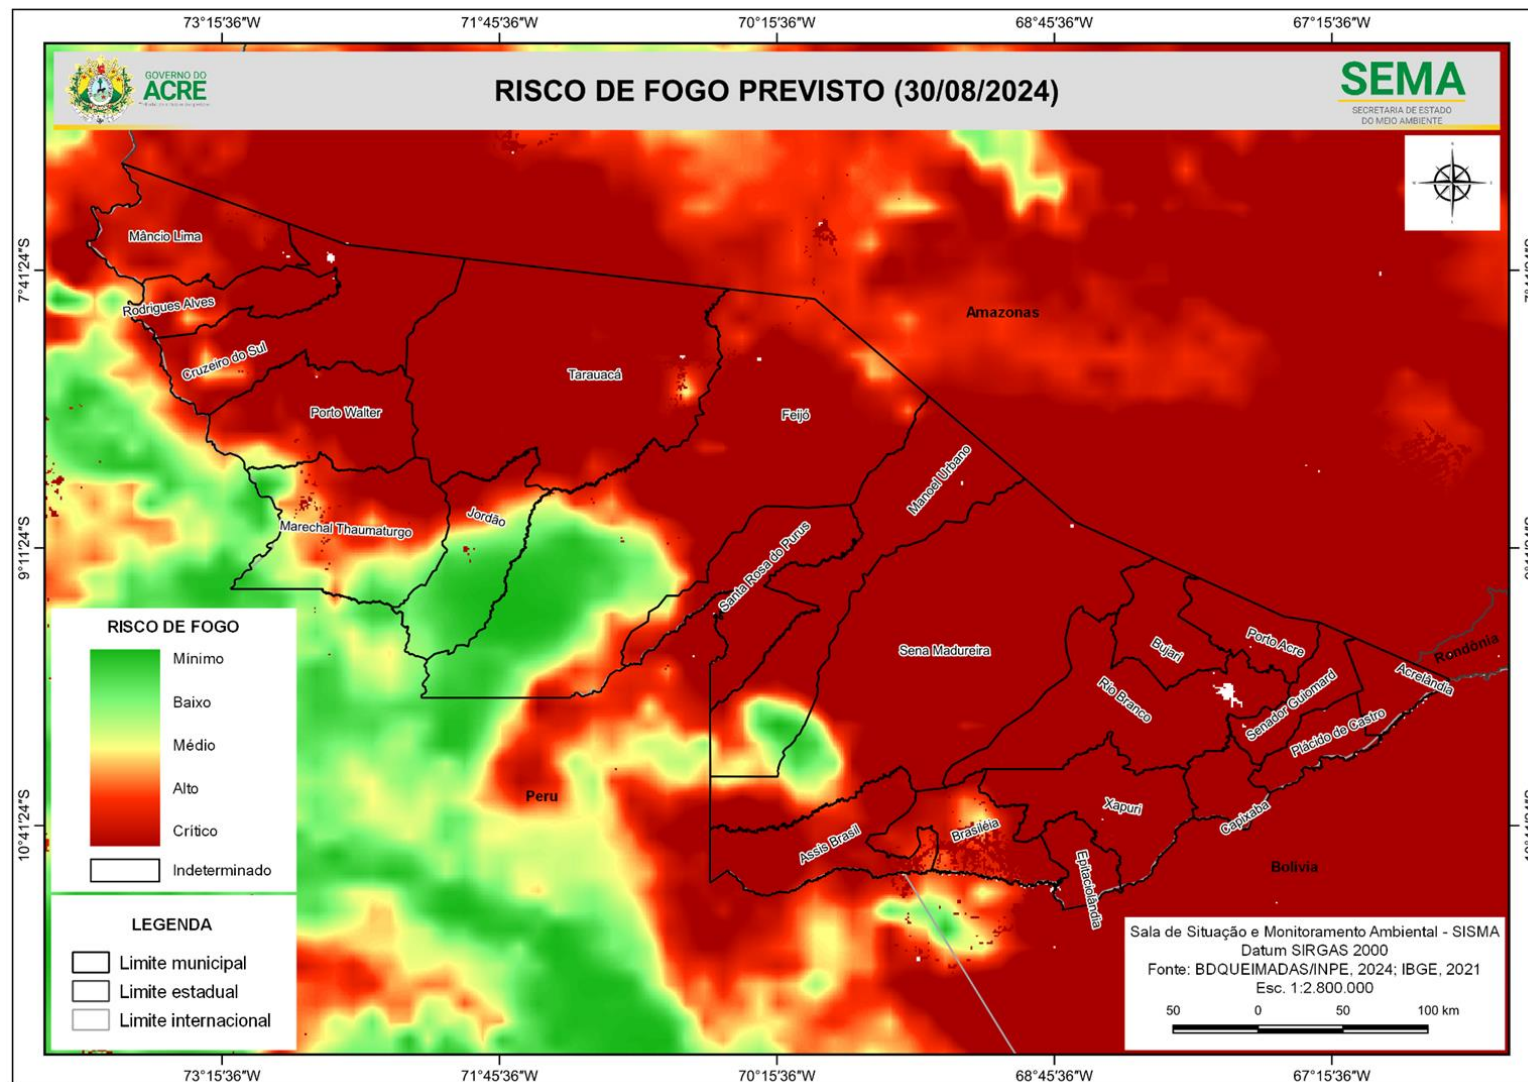 73°15'36"W 71°45'36"W 70°15'36"W 68°45'36"W 67°15'36"W
GOVERNO DO
ACRE
RISCO DE FOGO PREVISTO (30/08/2024)
SEMA
SECRETARIA DE ESTADO
DO MEIO AMBIENTE
Mâncio Lima
7°41'24"S
Rodrigues Alves
Amazonas
Cruzeiro do Sul
Tarauacá
Porto Walter
Feijó
Manoel Urbano
Jordão
Marechal Thaumaturgo
9°11'24"S
Santa Rosa do Purus
Sena Madureira
Bujari
Porto Acre
Rondônia
Acrelândia
Rio Branco
Senador Guiomard
Plácido de Castro
Peru
Xapuri
Capixaba
Brasiléia
Assis Brasil
10°41'24"S
Epitaciolândia
Bolívia
RISCO DE FOGO
Mínimo
Baixo
Médio
Alto
Crítico
Indeterminado
LEGENDA
Limite municipal
Limite estadual
Limite internacional
Sala de Situação e Monitoramento Ambiental - SISMA
Datum SIRGAS 2000
Fonte: BDQUEIMADAS/INPE, 2024; IBGE, 2021
Esc. 1:2.800.000
50 0 50 100 km
73°15'36"W 71°45'36"W 70°15'36"W 68°45'36"W 67°15'36"W